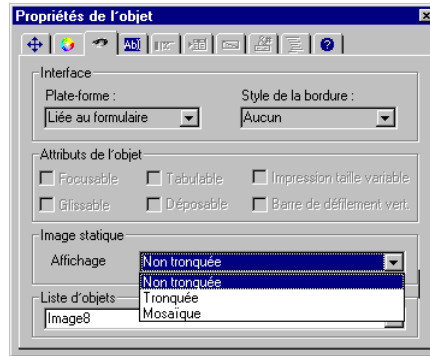 Propriétés de l'objet
Interface
Plate-forme :
Style de la bordure :
Liée au formulaire
Aucun
Attributs de l'objet
Focusable
Tabulable
Impression taille variable
Glissable
Déposable
Barre de défilement vert.
Image statique
Affichage
Non tronquée
Non tronquée
Tronquée
Mosaïque
Liste d'objets
Image8